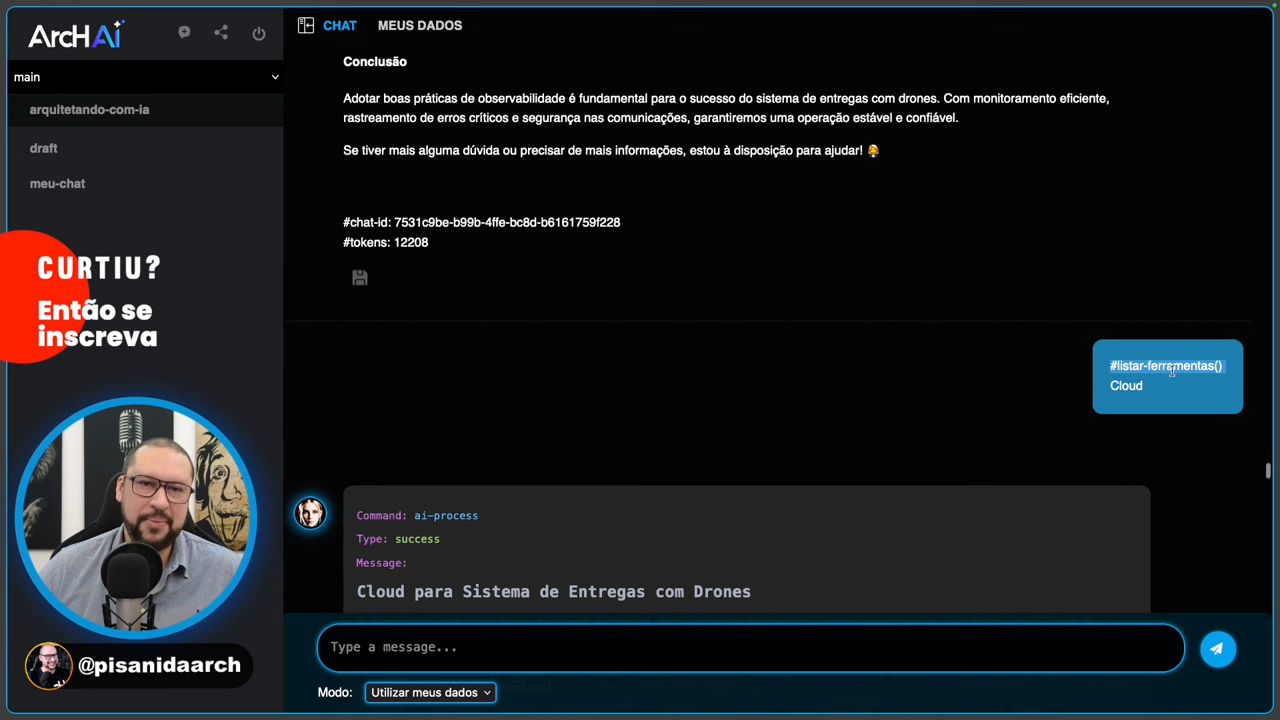 ArcH Ai
CHAT
MEUS DADOS
main
arquitetando-com-ia
draft
meu-chat
Conclusão
Adotar boas práticas de observabilidade é fundamental para o sucesso do sistema de entregas com drones. Com monitoramento eficiente,
rastreamento de erros críticos e segurança nas comunicações, garantiremos uma operação estável e confiável.
Se tiver mais alguma dúvida ou precisar de mais informações, estou à disposição para ajudar!
#chat-id: 7531c9be-b99b-4ffe-bc8d-b6161759f228
#tokens: 12208
CURTIU?
Então se
inscreva
#listar-ferramentas()
Cloud
Command: ai-process
Type: success
Message:
Cloud para Sistema de Entregas com Drones
Type a message...
@pisanidaarch
Modo:
Utilizar meus dados